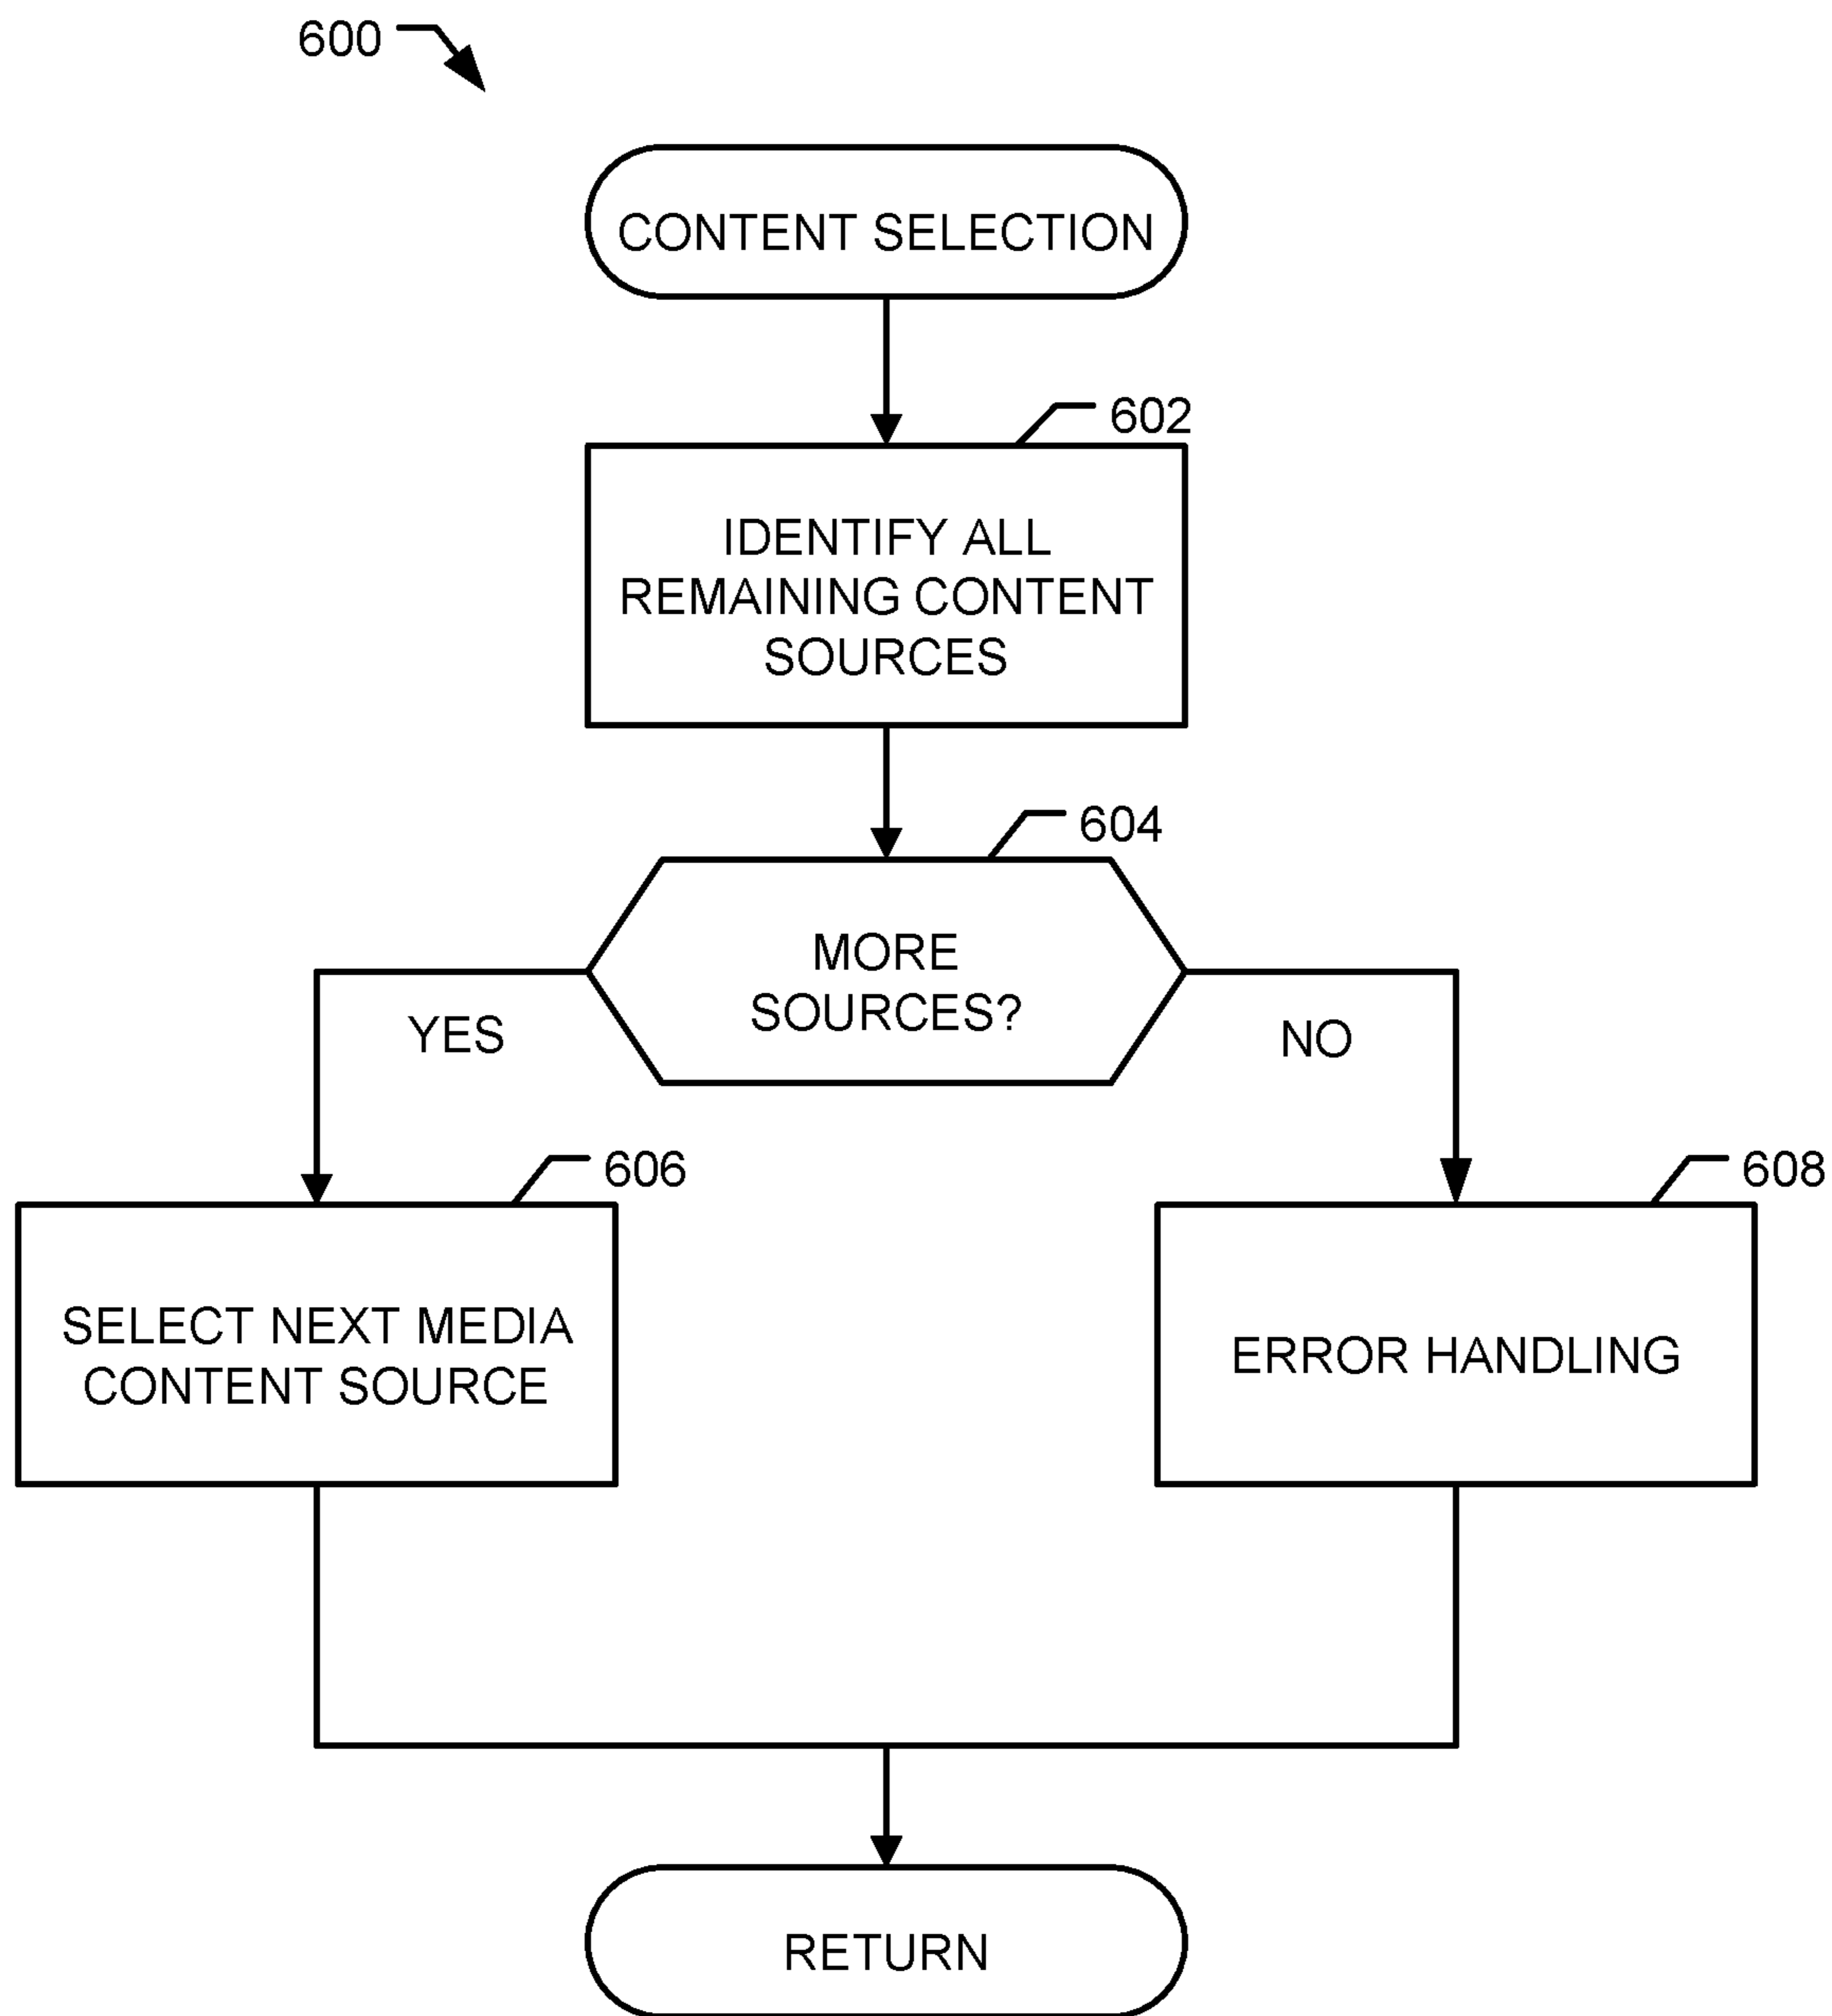 600
CONTENT SELECTION
602
IDENTIFY ALL
REMAINING CONTENT
SOURCES
604
MORE
SOURCES?
YES
NO
606
608
SELECT NEXT MEDIA
CONTENT SOURCE
ERROR HANDLING
RETURN